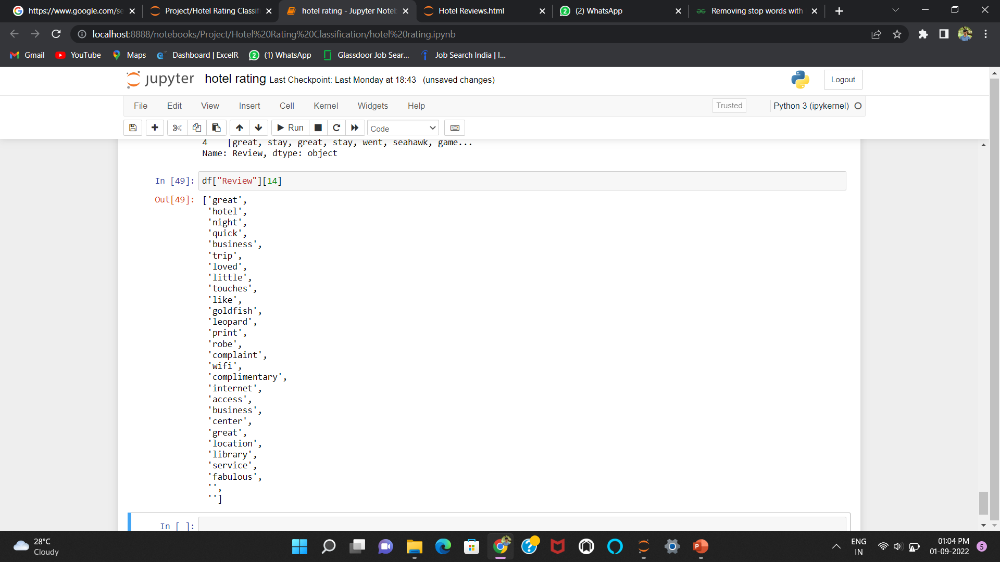 https://www.google.com/se
Project/Hotel Rating Classifi
hotel rating - Jupyter Noteb
Hotel Reviews.html
(2) WhatsApp
Removing stop words with
localhost:8888/notebooks/Project/Hotel%20Rating%20Classification/hotel%20rating.ipynb
Gmail
YouTube
Maps
Dashboard | ExcelR
(1) WhatsApp
Glassdoor Job Sear...
Job Search India | I...
jupyter
hotel rating Last Checkpoint: Last Monday at 18:43 (unsaved changes)
Logout
File
Edit
View
Insert
Cell
Kernel
Widgets
Help
Trusted
Python 3 (ipykernel)
Run
Code
4 [great, stay, great, stay, went, seahawk, game...
Name: Review, dtype: object
In [49]: df["Review"][14]
Out[49]: ['great',
'hotel',
'night',
'quick',
'business',
'trip',
'loved',
'little',
'touches',
'like',
'goldfish',
'leopard',
'print',
'robe',
'complaint',
'wifi',
'complimentary',
'internet',
'access',
'business',
'center',
'great',
'location',
'library',
'service',
'fabulous',
'',
'']
In [ ]:
28°C
Cloudy
ENG
IN
01:04 PM
01-09-2022
5